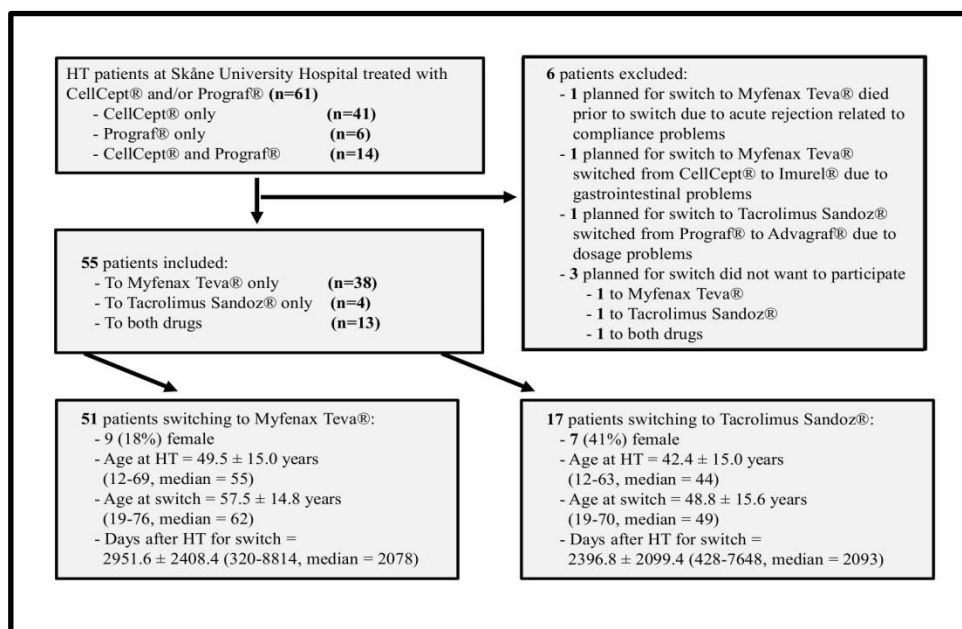 HT patients at Skåne University Hospital treated with
CellCept® and/or Prograf® (n=61)
- CellCept® only (n=41)
- Prograf® only (n=6)
- CellCept® and Prograf® (n=14)
6 patients excluded:
- 1 planned for switch to Myfenax Teva® died
prior to switch due to acute rejection related to
compliance problems
- 1 planned for switch to Myfenax Teva®
switched from CellCept® to Imurel® due to
gastrointestinal problems
- 1 planned for switch to Tacrolimus Sandoz®
switched from Prograf® to Advagraf® due to
dosage problems
- 3 planned for switch did not want to participate
- 1 to Myfenax Teva®
- 1 to Tacrolimus Sandoz®
- 1 to both drugs
55 patients included:
- To Myfenax Teva® only (n=38)
- To Tacrolimus Sandoz® only (n=4)
- To both drugs (n=13)
51 patients switching to Myfenax Teva®:
- 9 (18%) female
- Age at HT = 49.5 ± 15.0 years
(12-69, median = 55)
- Age at switch = 57.5 ± 14.8 years
(19-76, median = 62)
- Days after HT for switch =
2951.6 ± 2408.4 (320-8814, median = 2078)
17 patients switching to Tacrolimus Sandoz®:
- 7 (41%) female
- Age at HT = 42.4 ± 15.0 years
(12-63, median = 44)
- Age at switch = 48.8 ± 15.6 years
(19-70, median = 49)
- Days after HT for switch =
2396.8 ± 2099.4 (428-7648, median = 2093)